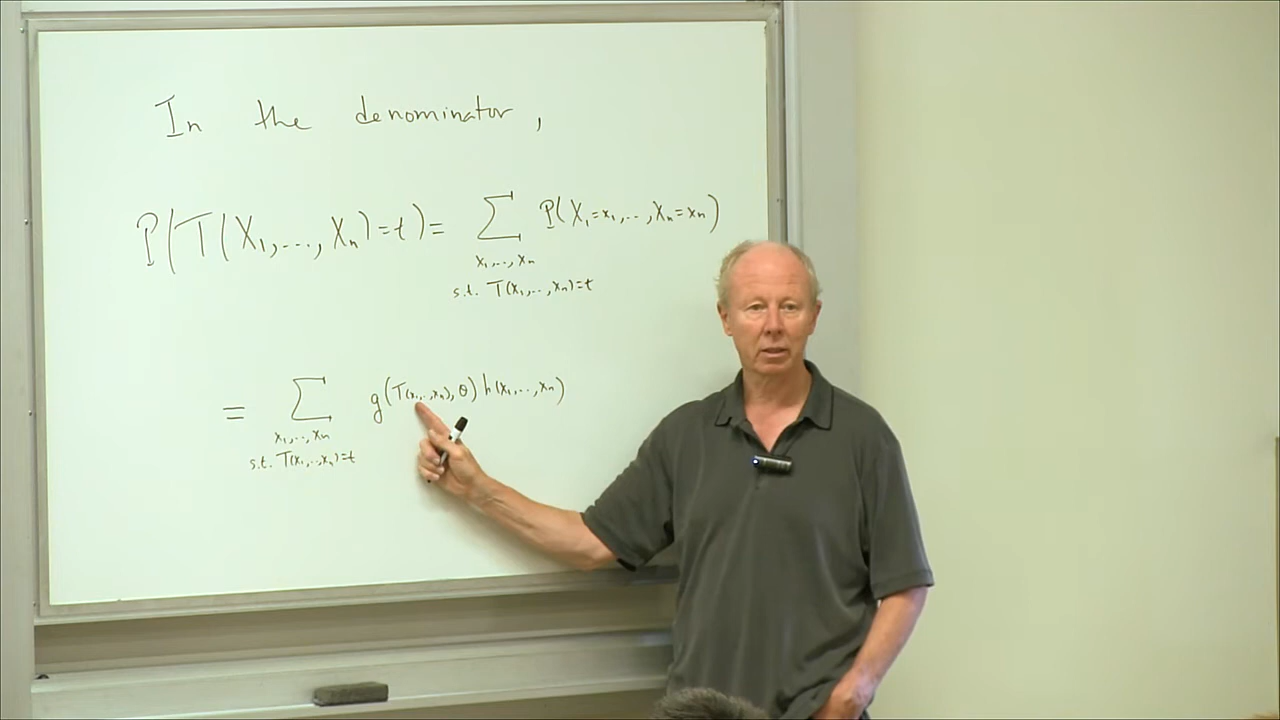 In the denominator,
P(T(X₁,...,Xₙ)=t) = ∑ P(X₁=x₁,..,Xₙ=xₙ)
x₁,..,xₙ
s.t. T(x₁,..,xₙ)=t
= ∑ g(T(x₁,..,xₙ),θ) h(x₁,..,xₙ)
x₁,..,xₙ
s.t. T(x₁,..,xₙ)=t